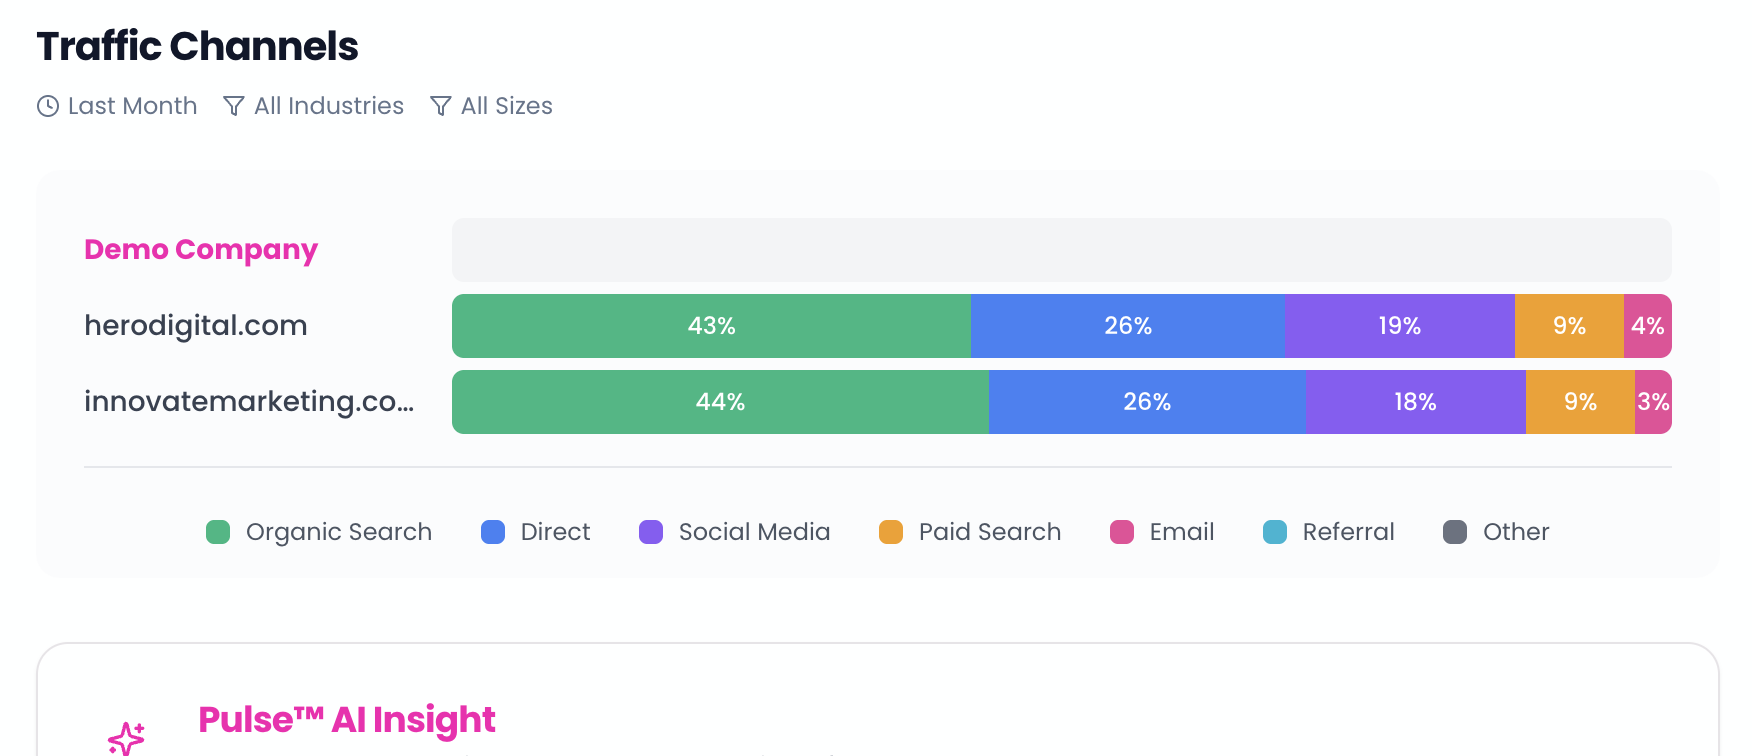 Traffic Channels
Last Month All Industries All Sizes
Demo Company
herodigital.com 43% 26% 19% 9% 4%
innovatemarketing.co... 44% 26% 18% 9% 3%
Organic Search Direct Social Media Paid Search Email Referral Other
Pulse™ AI Insight